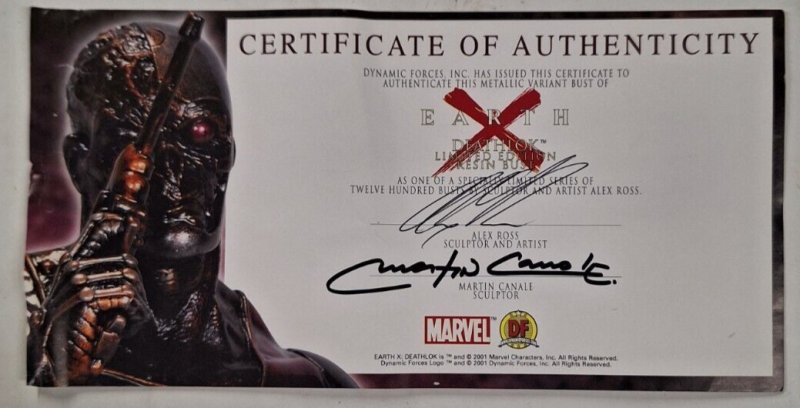 CERTIFICATE OF AUTHENTICITY
DYNAMIC FORCES, INC. HAS ISSUED THIS CERTIFICATE TO
AUTHENTICATE THIS METALLIC VARIANT BUST OF
EARTH
X
DEATHLOK™
LIMITED EDITION
RESIN BUST
AS ONE OF A SPECIALLY LIMITED SERIES OF
TWELVE HUNDRED BUSTS BY SCULPTOR AND ARTIST ALEX ROSS.
ALEX ROSS
SCULPTOR AND ARTIST
Martin Canale.
MARTIN CANALE
SCULPTOR
MARVEL
DF
EARTH X: DEATHLOK is ™ and © 2001 Marvel Characters, Inc. All Rights Reserved.
Dynamic Forces Logo ™ and © 2001 Dynamic Forces, Inc. All Rights Reserved.